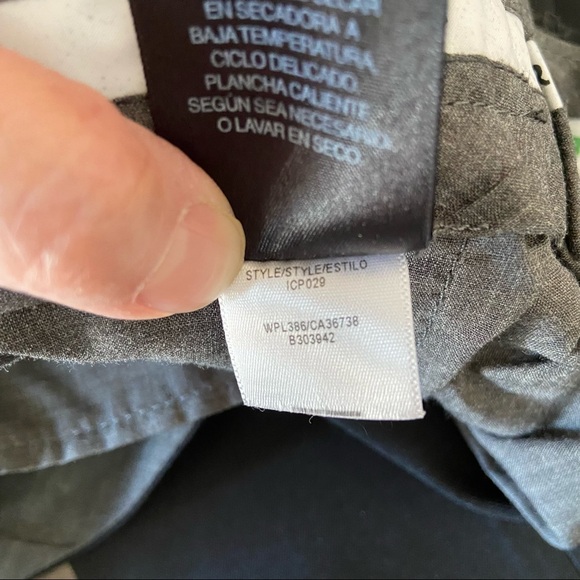 EN SECADORA A
BAJA TEMPERATURA,
CICLO DELICADO.
PLANCHA CALIENTE
SEGÚN SEA NECESARIO,
O LAVAR EN SECO
STYLE/STYLE/ESTILO
ICP029
WPL386/CA36738
B303942